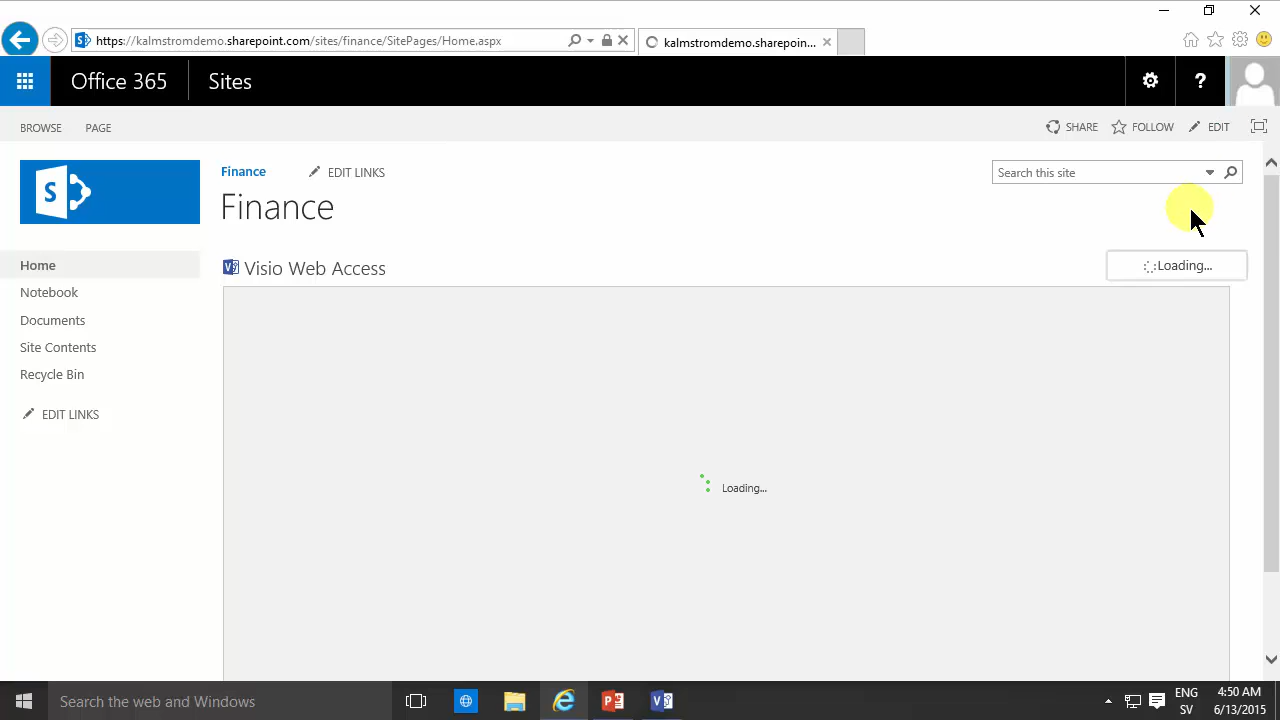 https://kalmstromdemo.sharepoint.com/sites/finance/SitePages/Home.aspx
kalmstromdemo.sharepoin...
Office 365
Sites
?
BROWSE
PAGE
SHARE
FOLLOW
EDIT
S
Finance
EDIT LINKS
Search this site
Finance
Home
Notebook
Documents
Site Contents
Recycle Bin
EDIT LINKS
Visio Web Access
Loading...
Loading...
Search the web and Windows
ENG
SV
4:50 AM
6/13/2015